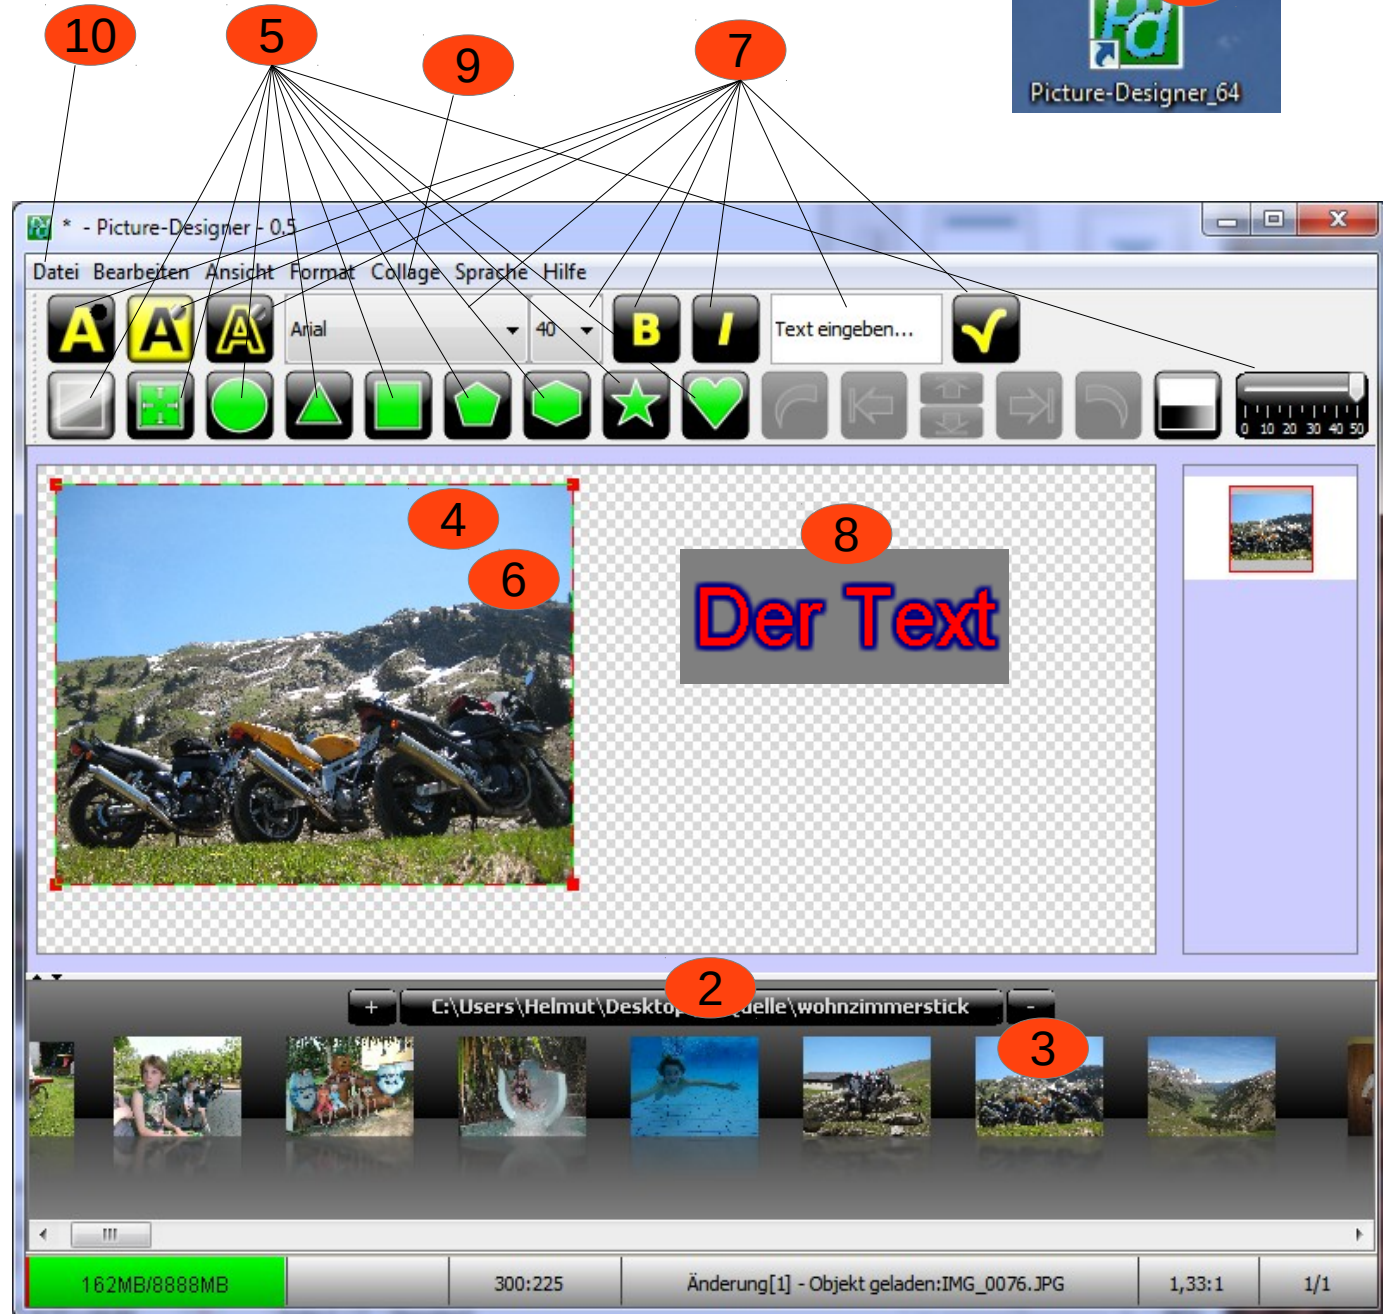 10
5
9
7
Picture-Designer_64
* - Picture-Designer - 0.5
Datei Bearbeiten Ansicht Format Collage Sprache Hilfe
A A A Arial 40 B I Text eingeben...
0 10 20 30 40 50
4
6
8
Der Text
2
+ C:\Users\Helmut\Desktop uelle\wohnzimmerstick -
3
162MB/8888MB 300:225 Änderung[1] - Objekt geladen:IMG_0076.JPG 1,33:1 1/1